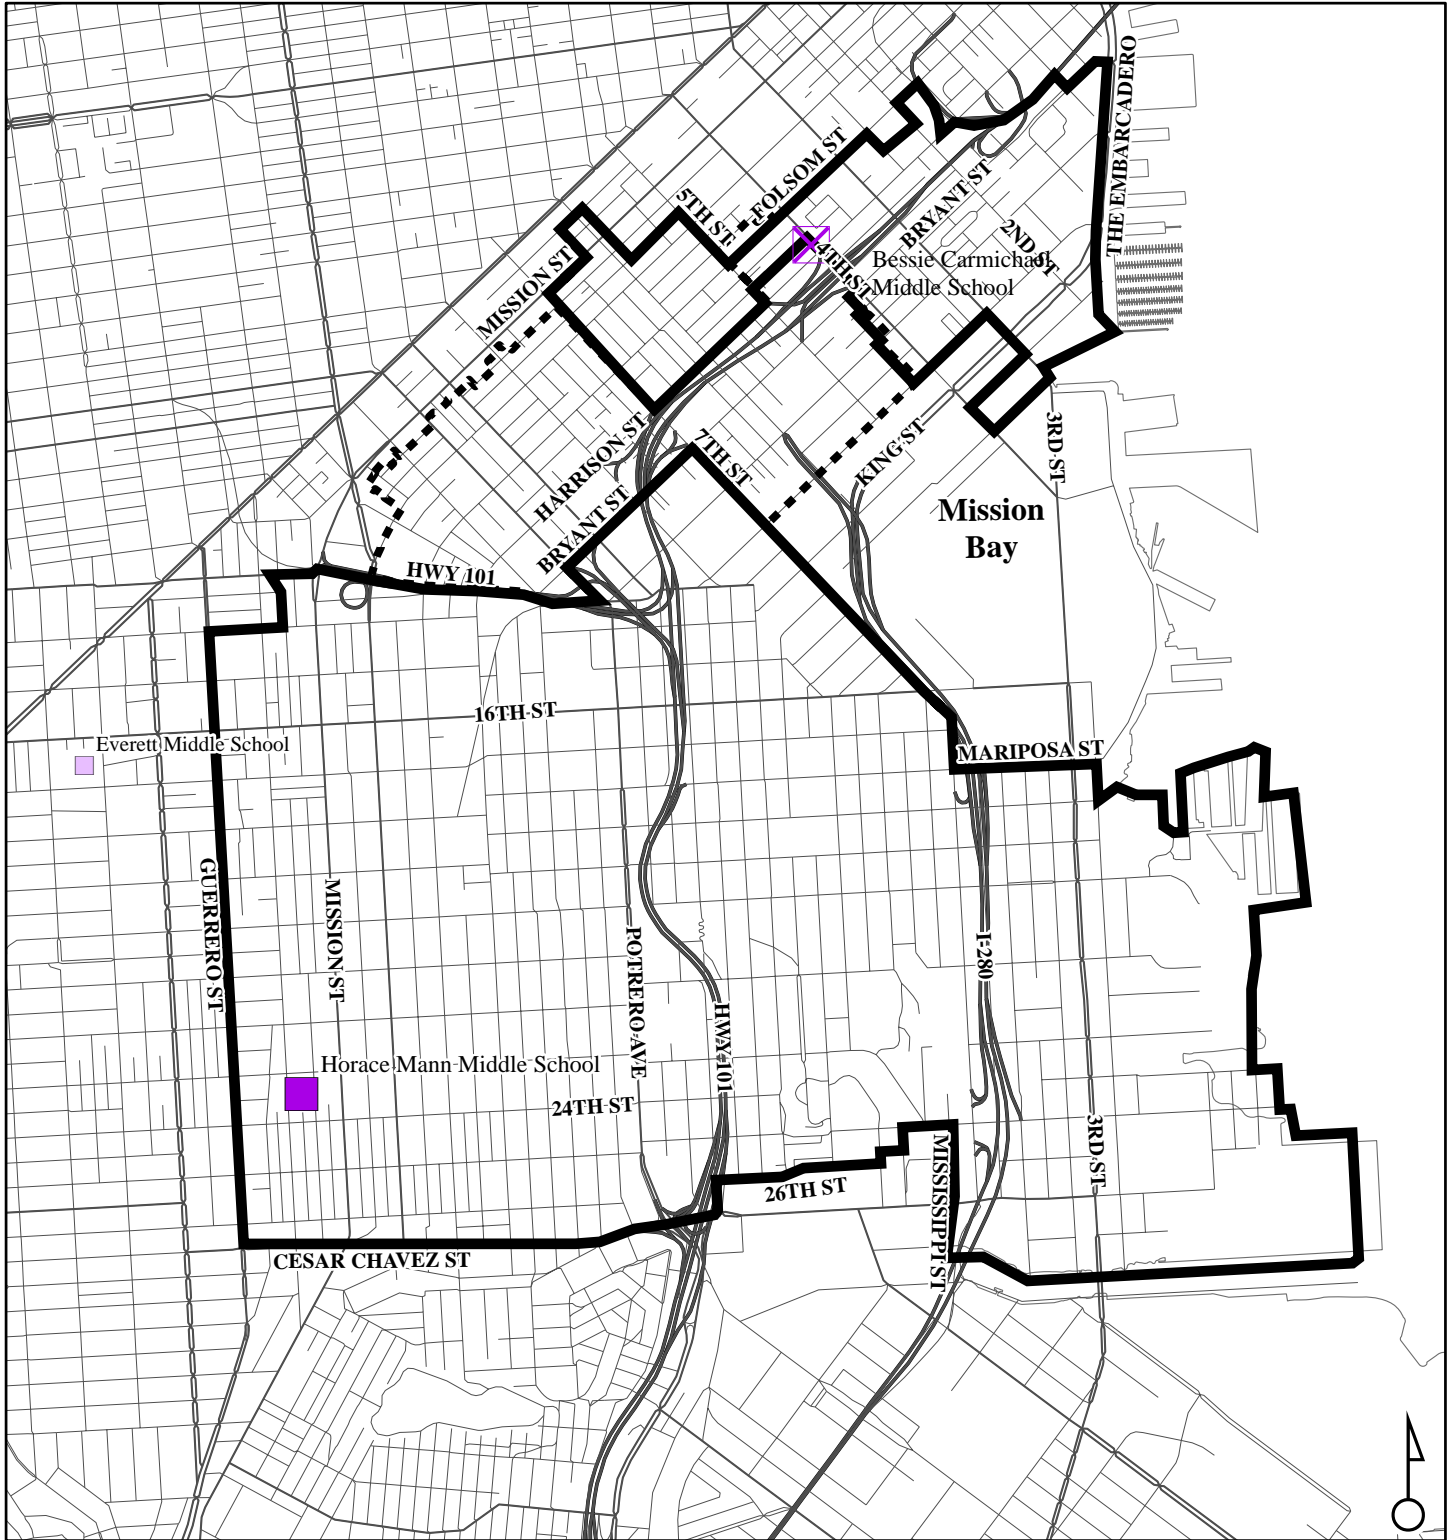 THE EMBARCADERO
FOLSOM ST
5TH ST
BRYANT ST
2ND ST
4TH ST
Bessie Carmichael
Middle School
MISSION ST
HARRISON ST
7TH ST
KING ST
3RD ST
BRYANT ST
Mission
Bay
HWY 101
16TH ST
Everett Middle School
MARIPOSA ST
GUERRERO ST
MISSION ST
POTRERO AVE
I-280
HWY 101
Horace Mann Middle School
24TH ST
3RD ST
MISSISSIPPI ST
26TH ST
CESAR CHAVEZ ST